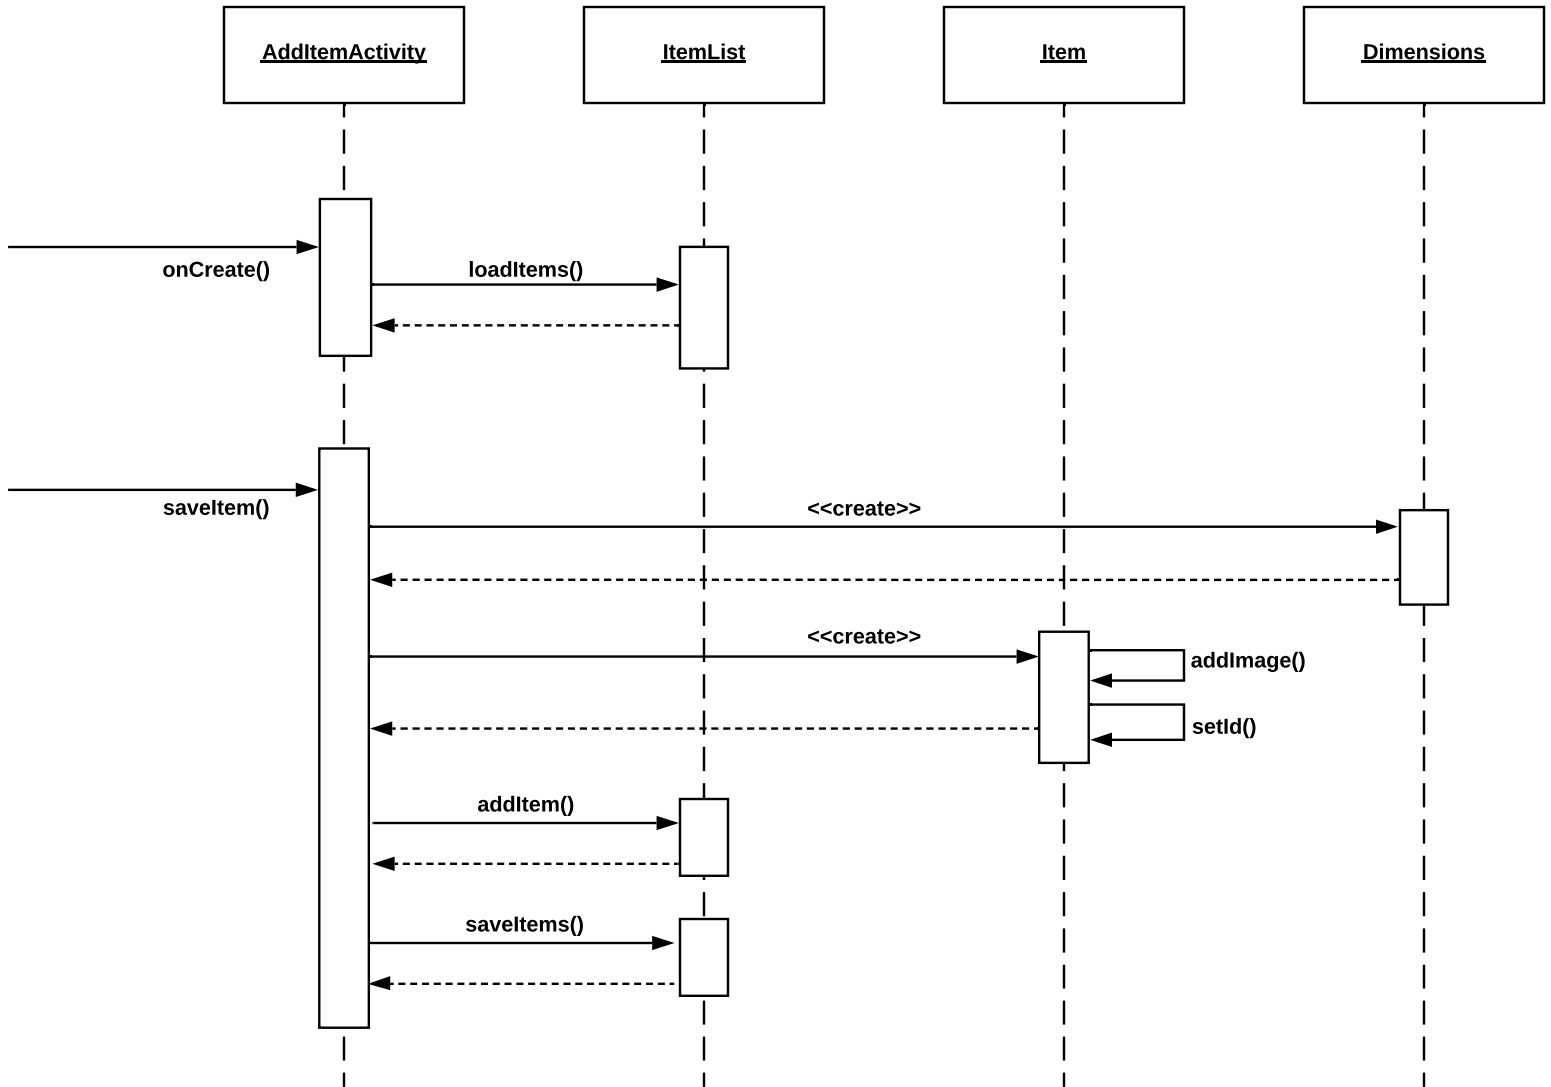 AddItemActivity
ItemList
Item
Dimensions
onCreate()
loadItems()
saveItem()
<<create>>
<<create>>
addImage()
setId()
addItem()
saveItems()